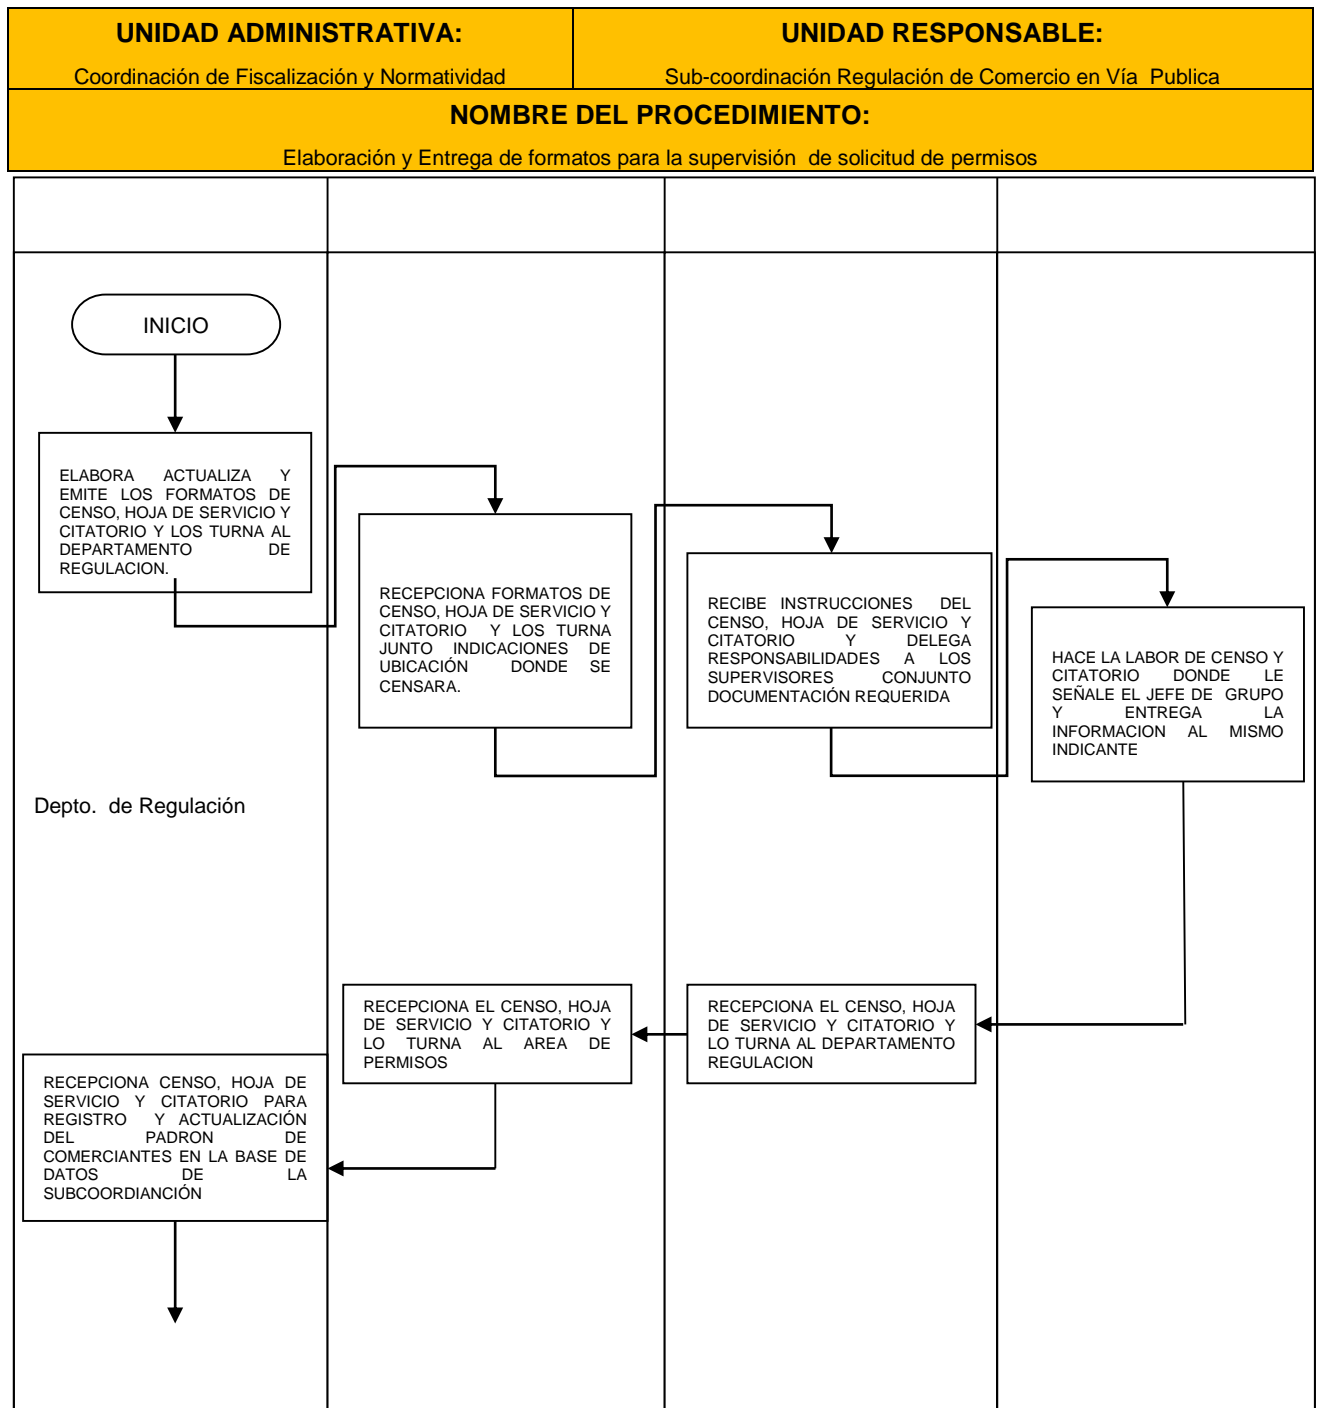 UNIDAD ADMINISTRATIVA:
Coordinación de Fiscalización y Normatividad
UNIDAD RESPONSABLE:
Sub-coordinación Regulación de Comercio en Vía Publica
NOMBRE DEL PROCEDIMIENTO:
Elaboración y Entrega de formatos para la supervisión de solicitud de permisos
INICIO
ELABORA ACTUALIZA Y
EMITE LOS FORMATOS DE
CENSO, HOJA DE SERVICIO Y
CITATORIO Y LOS TURNA AL
DEPARTAMENTO DE
REGULACION.
RECEPCIONA FORMATOS DE
CENSO, HOJA DE SERVICIO Y
CITATORIO Y LOS TURNA
JUNTO INDICACIONES DE
UBICACIÓN DONDE SE
CENSARA.
RECIBE INSTRUCCIONES DEL
CENSO, HOJA DE SERVICIO Y
CITATORIO Y DELEGA
RESPONSABILIDADES A LOS
SUPERVISORES CONJUNTO
DOCUMENTACIÓN REQUERIDA
HACE LA LABOR DE CENSO Y
CITATORIO DONDE LE
SEÑALE EL JEFE DE GRUPO
Y ENTREGA LA
INFORMACION AL MISMO
INDICANTE
Depto. de Regulación
RECEPCIONA EL CENSO, HOJA
DE SERVICIO Y CITATORIO Y
LO TURNA AL AREA DE
PERMISOS
RECEPCIONA EL CENSO, HOJA
DE SERVICIO Y CITATORIO Y
LO TURNA AL DEPARTAMENTO
REGULACION
RECEPCIONA CENSO, HOJA DE
SERVICIO Y CITATORIO PARA
REGISTRO Y ACTUALIZACIÓN
DEL PADRON DE
COMERCIANTES EN LA BASE DE
DATOS DE LA
SUBCOORDIANCIÓN